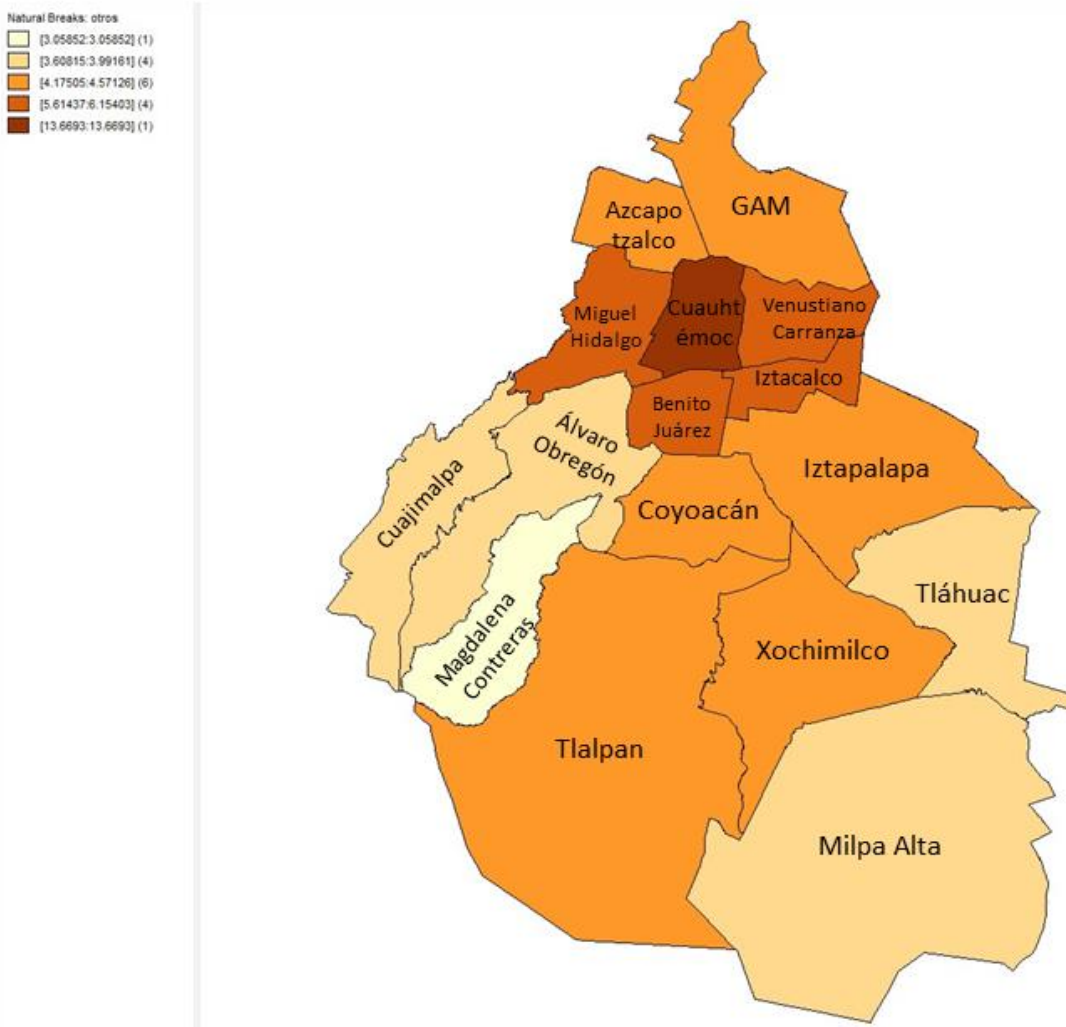 Natural Breaks: otros
[3.05852:3.05852] (1)
[3.60815:3.99161] (4)
[4.17505:4.57126] (6)
[5.61437:6.15403] (4)
[13.6693:13.6693] (1)
GAM
Azcapo
tzalco
Cuauht
émoc
Venustiano
Carranza
Miguel
Hidalgo
Iztacalco
Benito
Juárez
Álvaro
Obregón
Iztapalapa
Cuajimalpa
Coyoacán
Tláhuac
Magdalena
Contreras
Xochimilco
Tlalpan
Milpa Alta